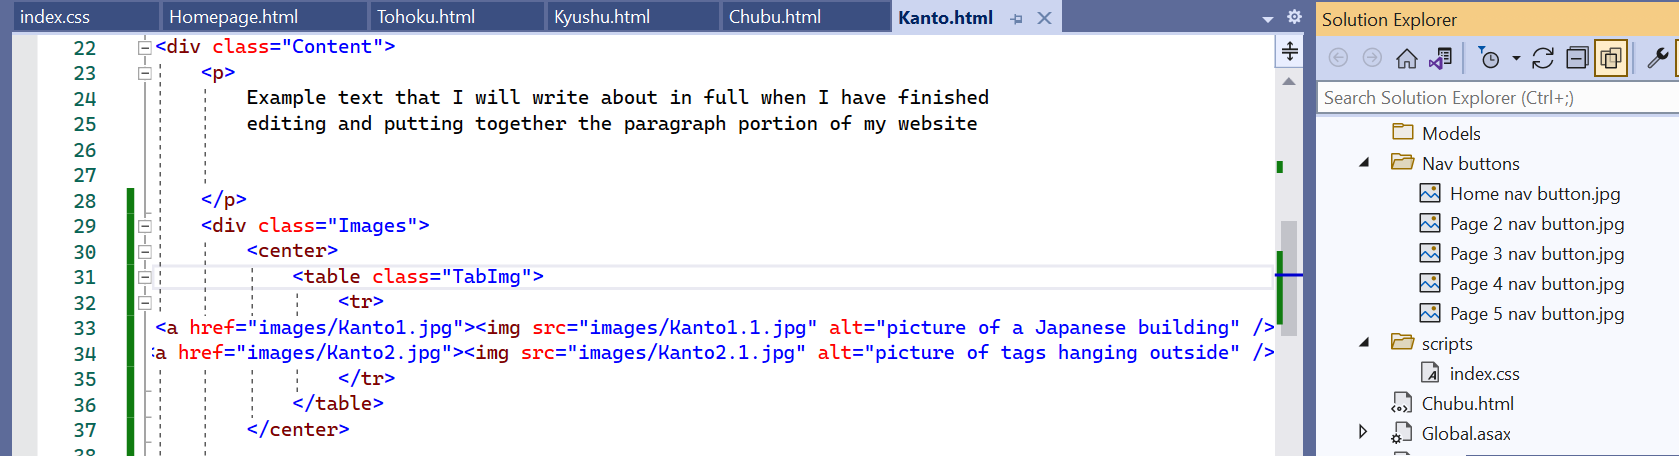 index.css Homepage.html Tohoku.html Kyushu.html Chubu.html Kanto.html
22 <div class="Content">
23 <p>
24 Example text that I will write about in full when I have finished
25 editing and putting together the paragraph portion of my website
26
27
28 </p>
29 <div class="Images">
30 <center>
31 <table class="TabImg">
32 <tr>
33 <a href="images/Kanto1.jpg"><img src="images/Kanto1.1.jpg" alt="picture of a Japanese building" />
34 <a href="images/Kanto2.jpg"><img src="images/Kanto2.1.jpg" alt="picture of tags hanging outside" />
35 </tr>
36 </table>
37 </center>
38
Solution Explorer
Search Solution Explorer (Ctrl+;)
Models
Nav buttons
Home nav button.jpg
Page 2 nav button.jpg
Page 3 nav button.jpg
Page 4 nav button.jpg
Page 5 nav button.jpg
scripts
index.css
Chubu.html
Global.asax